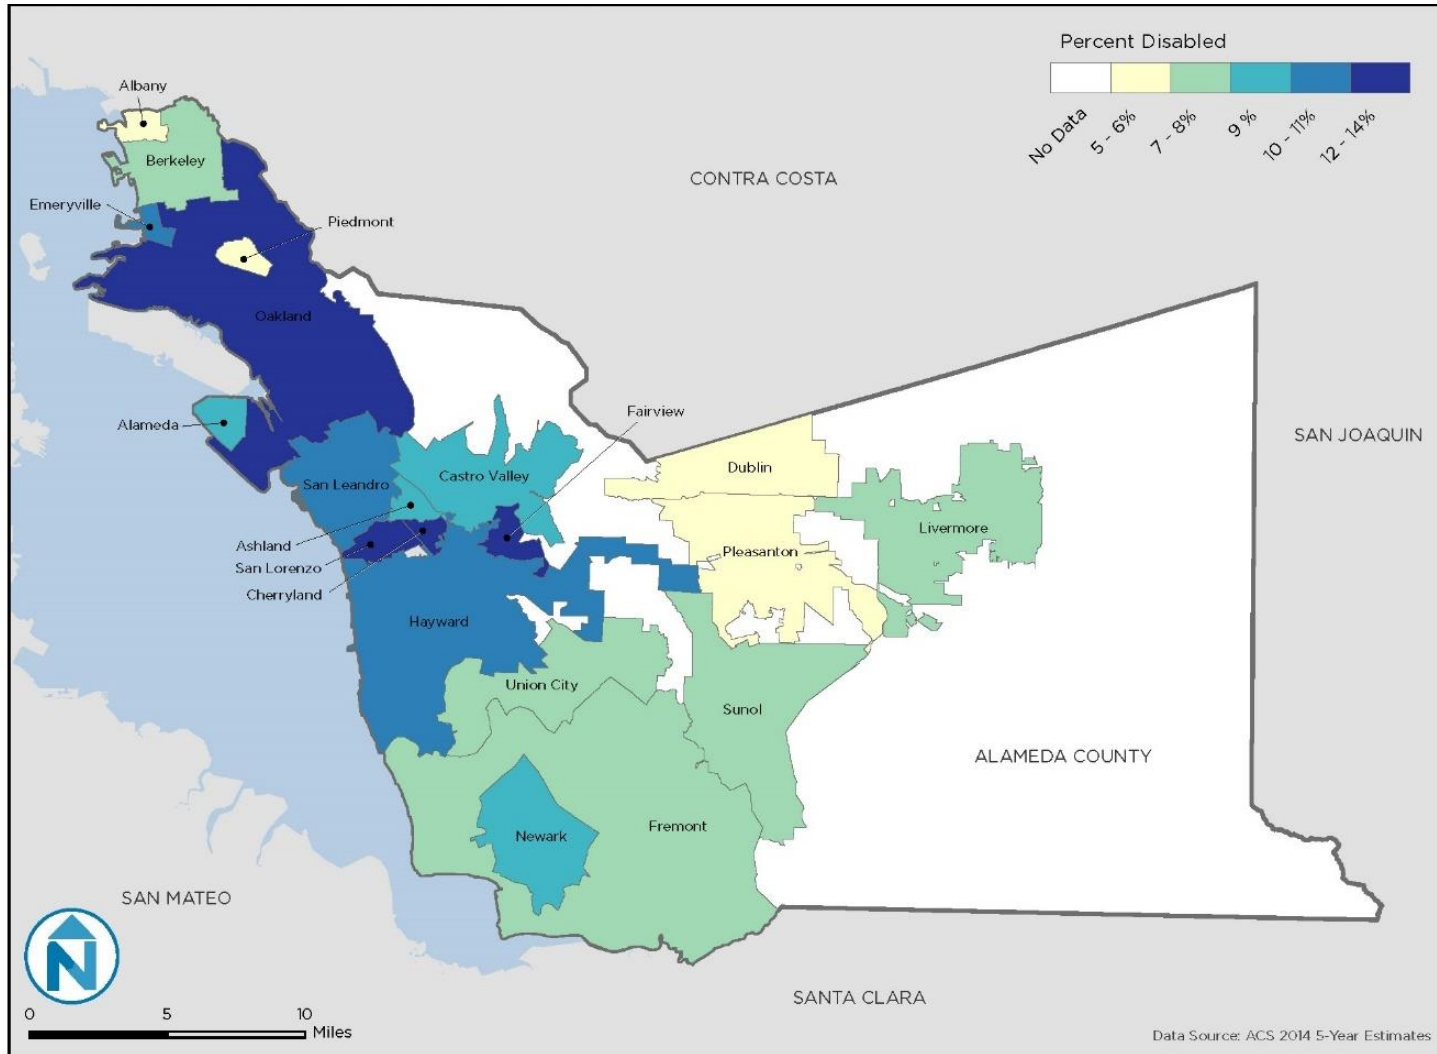 Percent Disabled
No Data
5 - 6%
7 - 8%
9 %
10 - 11%
12 - 14%
Albany
Berkeley
CONTRA COSTA
Emeryville
Piedmont
Oakland
Fairview
Alameda
SAN JOAQUIN
Dublin
Castro Valley
San Leandro
Livermore
Ashland
Pleasanton
San Lorenzo
Cherryland
Hayward
Union City
Sunol
ALAMEDA COUNTY
Fremont
Newark
SAN MATEO
N
SANTA CLARA
0 5 10
Miles
Data Source: ACS 2014 5-Year Estimates